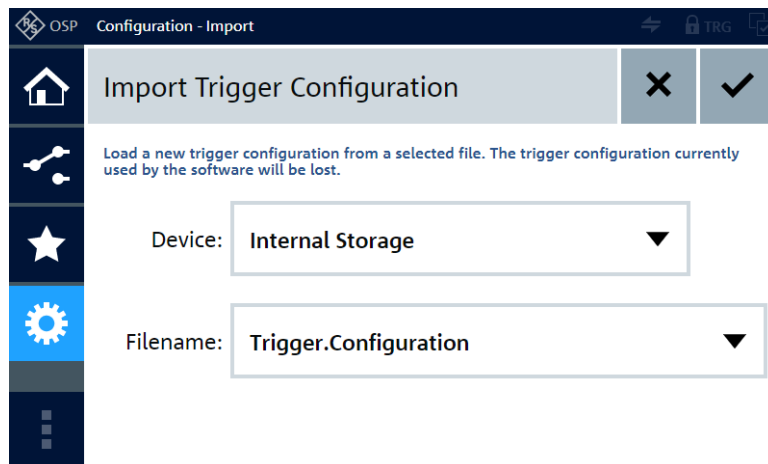 R&S OSP Configuration - Import TRG
Import Trigger Configuration
Load a new trigger configuration from a selected file. The trigger configuration currently
used by the software will be lost.
Device: Internal Storage
Filename: Trigger.Configuration